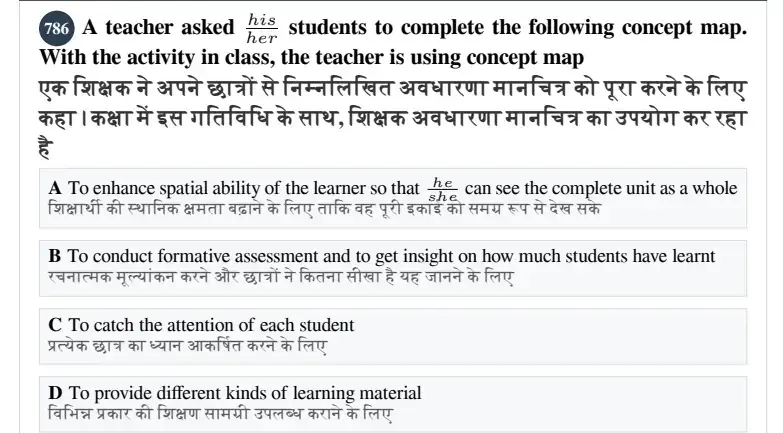 786 A teacher asked his/her students to complete the following concept map.
With the activity in class, the teacher is using concept map
एक शिक्षक ने अपने छात्रों से निम्नलिखित अवधारणा मानचित्र को पूरा करने के लिए
कहा। कक्षा में इस गतिविधि के साथ, शिक्षक अवधारणा मानचित्र का उपयोग कर रहा
है
A To enhance spatial ability of the learner so that he/she can see the complete unit as a whole
शिक्षार्थी की स्थानिक क्षमता बढ़ाने के लिए ताकि वह पूरी इकाई को समग्र रूप से देख सके
B To conduct formative assessment and to get insight on how much students have learnt
रचनात्मक मूल्यांकन करने और छात्रों ने कितना सीखा है यह जानने के लिए
C To catch the attention of each student
प्रत्येक छात्र का ध्यान आकर्षित करने के लिए
D To provide different kinds of learning material
विभिन्न प्रकार की शिक्षण सामग्री उपलब्ध कराने के लिए